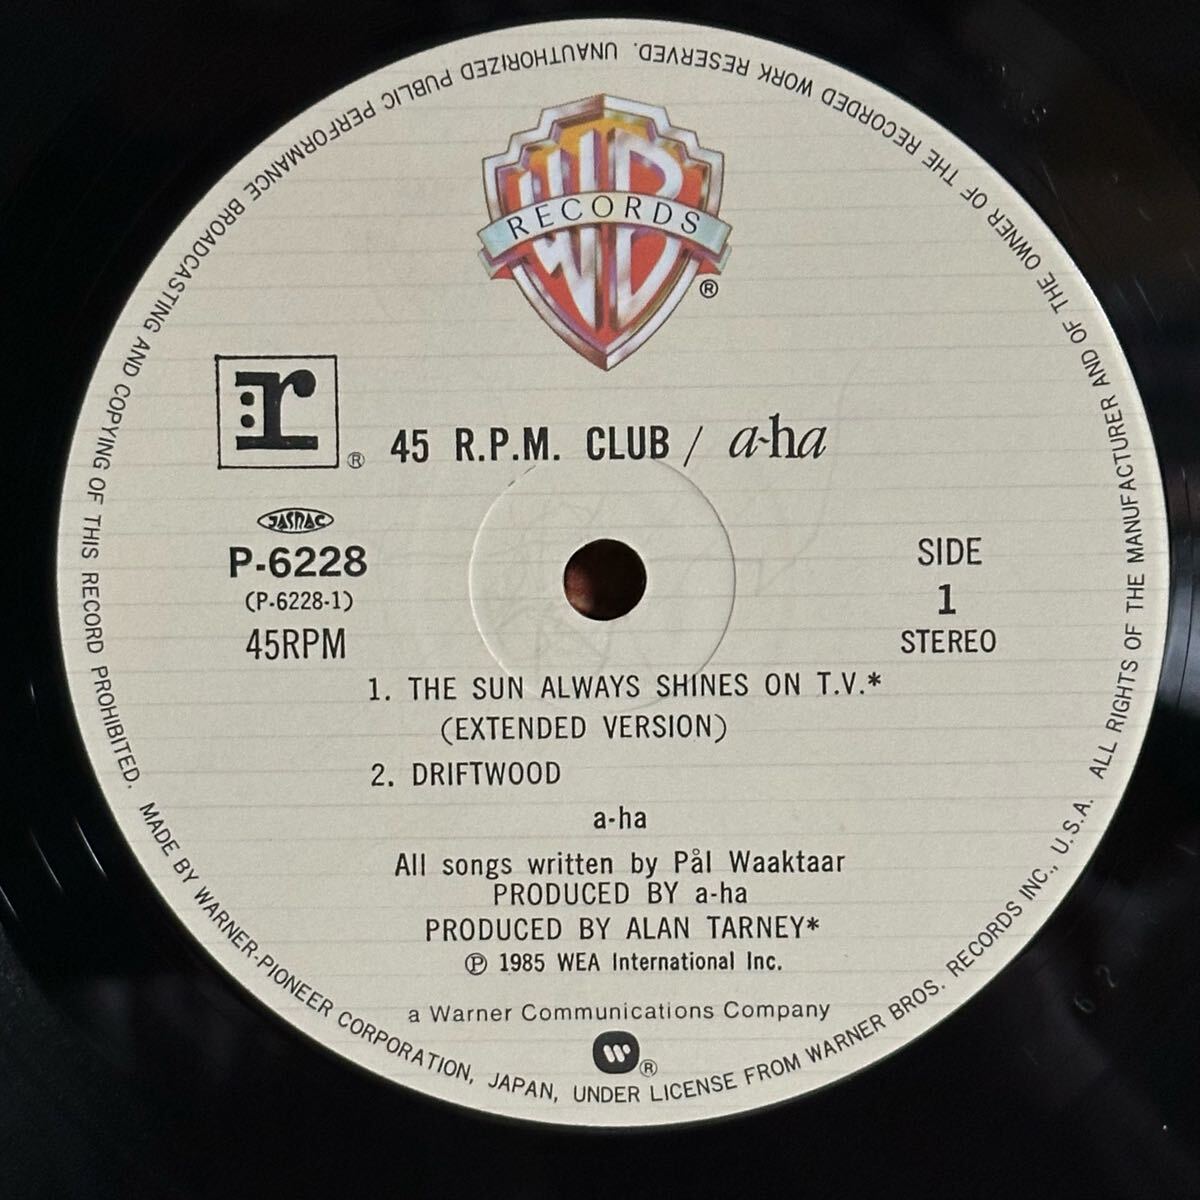 WB
RECORDS
®
r
®
45 R.P.M. CLUB / a-ha
JASRAC
P-6228
(P-6228-1)
45RPM
SIDE
1
STEREO
1. THE SUN ALWAYS SHINES ON T.V.*
(EXTENDED VERSION)
2. DRIFTWOOD
a-ha
All songs written by Pål Waaktaar
PRODUCED BY a-ha
PRODUCED BY ALAN TARNEY*
Ⓟ 1985 WEA International Inc.
a Warner Communications Company
W
®
MADE BY WARNER-PIONEER CORPORATION, JAPAN, UNDER LICENSE FROM WARNER BROS. RECORDS INC., U.S.A. ALL RIGHTS OF THE MANUFACTURER AND OF THE OWNER OF THE RECORDED WORK RESERVED. UNAUTHORIZED PUBLIC PERFORMANCE BROADCASTING AND COPYING OF THIS RECORD PROHIBITED.